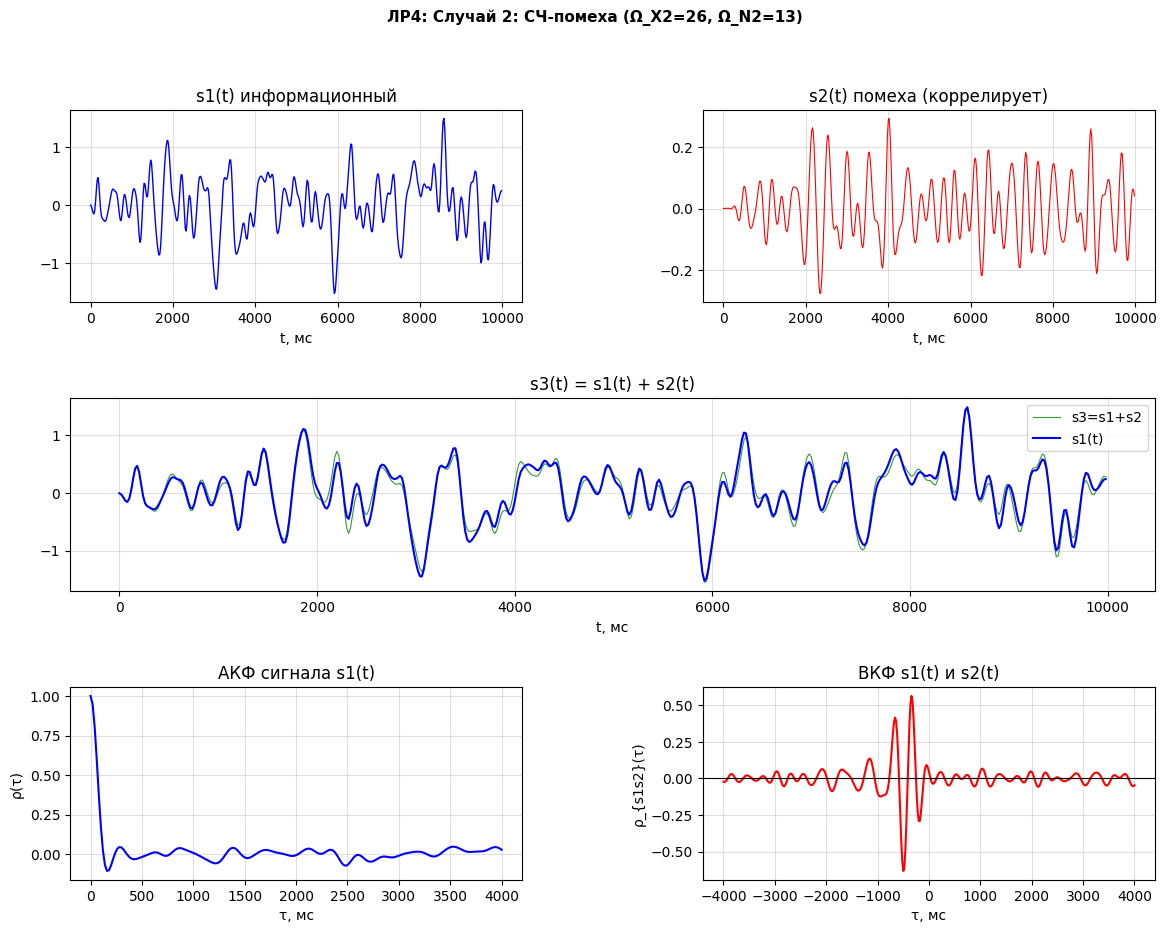 ЛР4: Случай 2: СЧ-помеха (Ω_X2=26, Ω_N2=13)
s1(t) информационный
1
0
−1
0 2000 4000 6000 8000 10000
t, мс
s2(t) помеха (коррелирует)
0.2
0.0
−0.2
0 2000 4000 6000 8000 10000
t, мс
s3(t) = s1(t) + s2(t)
s3=s1+s2
s1(t)
1
0
−1
0 2000 4000 6000 8000 10000
t, мс
АКФ сигнала s1(t)
ρ(τ)
1.00
0.75
0.50
0.25
0.00
0 500 1000 1500 2000 2500 3000 3500 4000
τ, мс
ВКФ s1(t) и s2(t)
ρ_{s1s2}(τ)
0.50
0.25
0.00
−0.25
−0.50
−4000 −3000 −2000 −1000 0 1000 2000 3000 4000
τ, мс